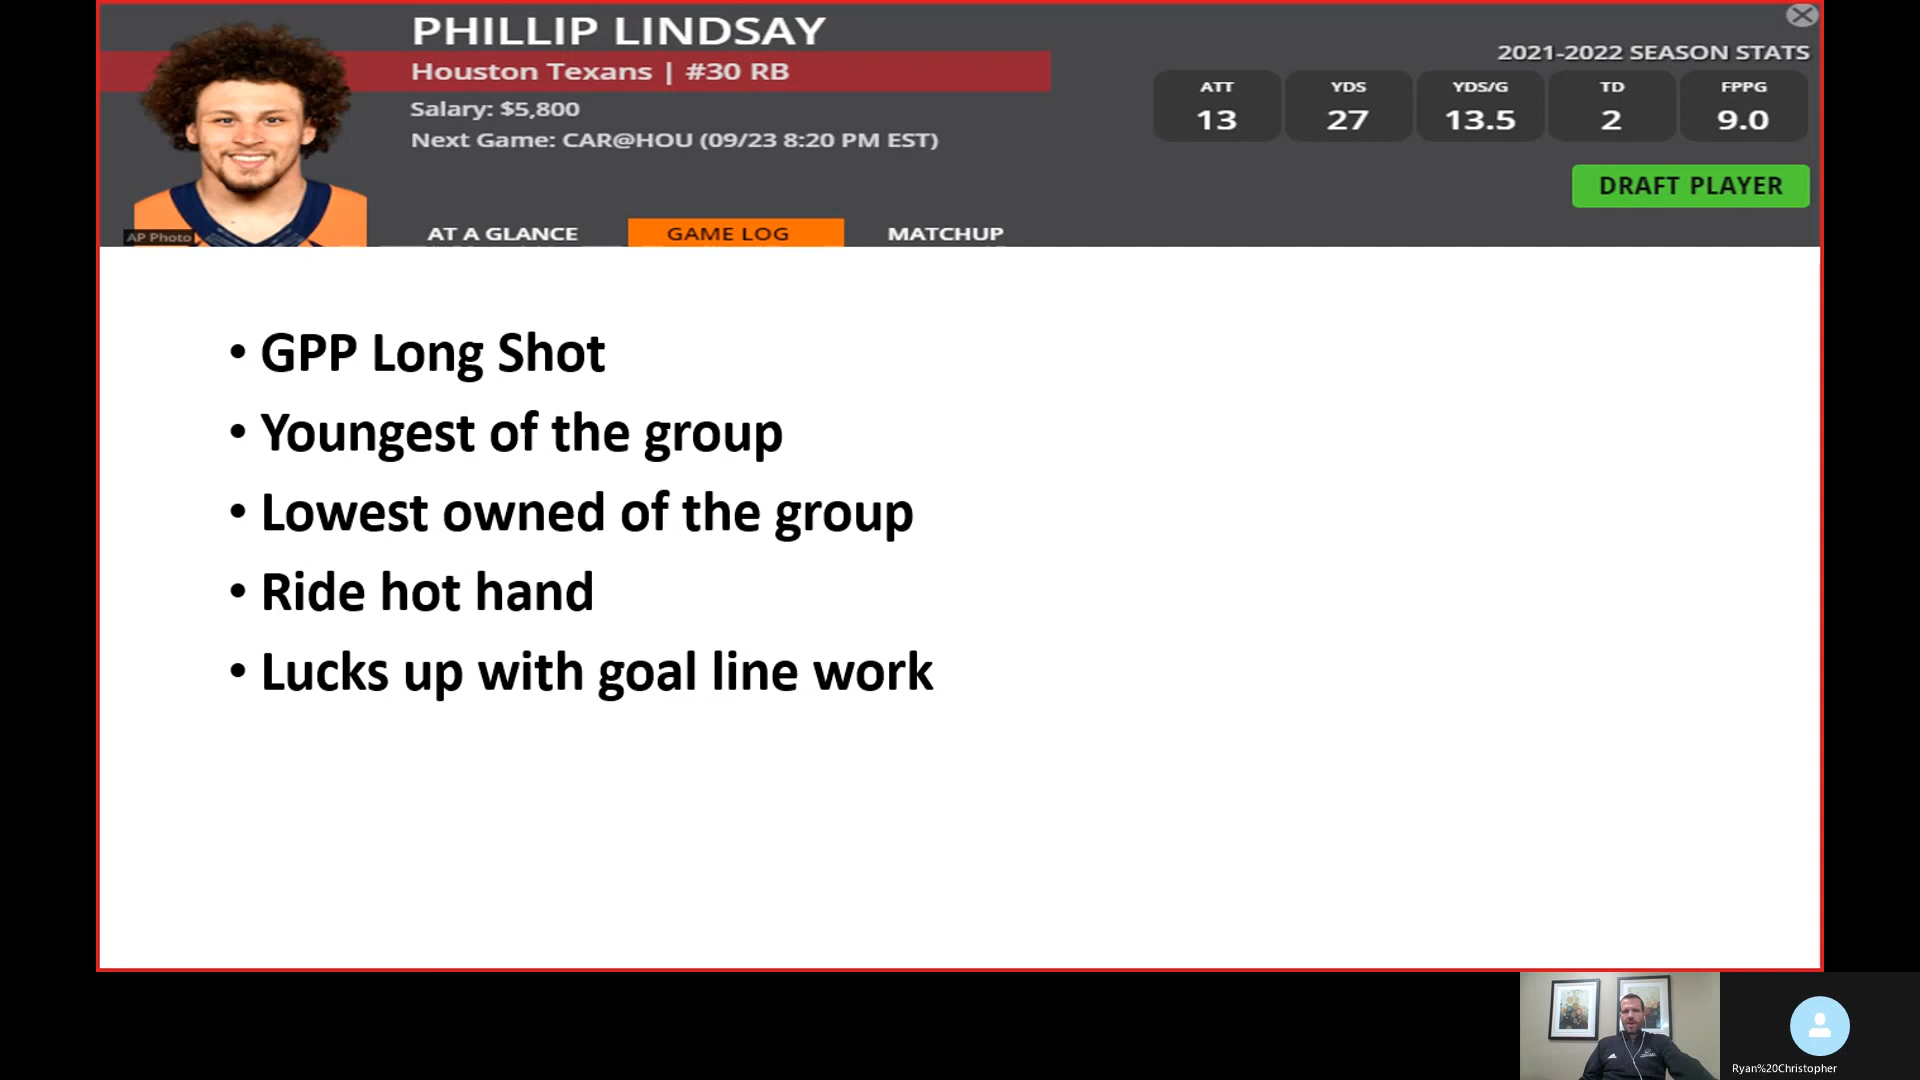 PHILLIP LINDSAY
Houston Texans | #30 RB
Salary: $5,800
Next Game: CAR@HOU (09/23 8:20 PM EST)
2021-2022 SEASON STATS
ATT YDS YDS/G TD FPPG
13 27 13.5 2 9.0
DRAFT PLAYER
AP Photo
AT A GLANCE GAME LOG MATCHUP
• GPP Long Shot
• Youngest of the group
• Lowest owned of the group
• Ride hot hand
• Lucks up with goal line work
Ryan%20Christopher